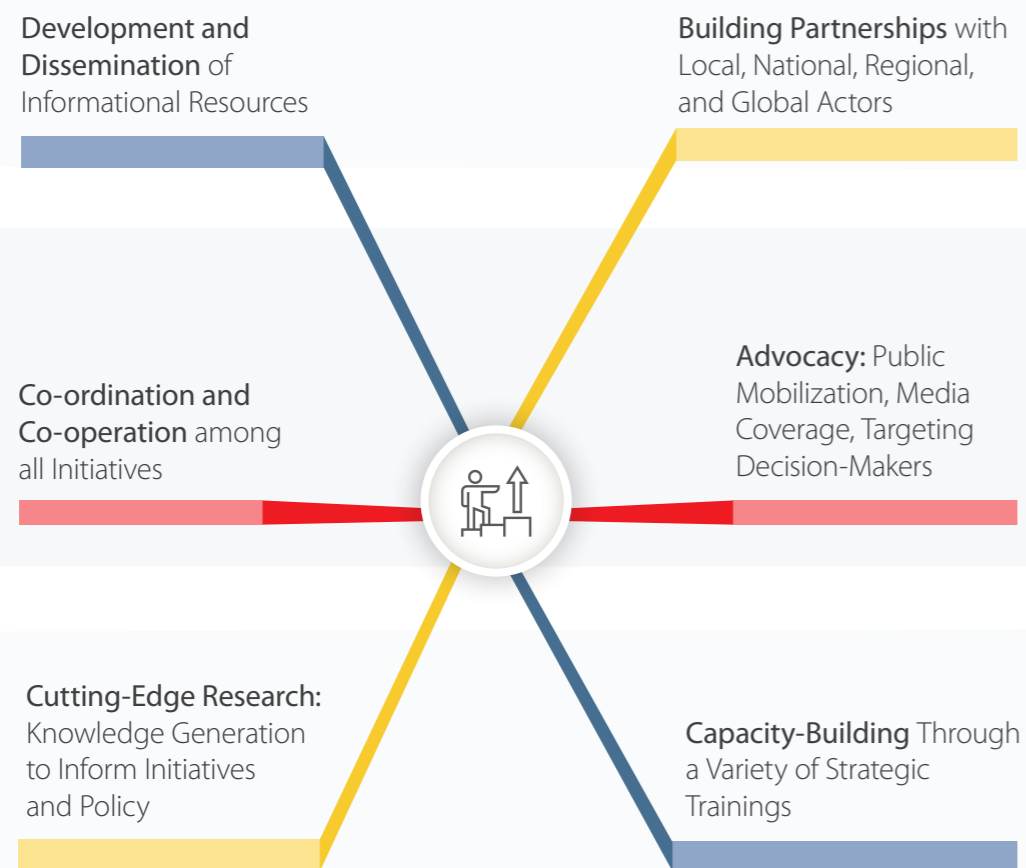 Development and
Dissemination of
Informational Resources
Building Partnerships with
Local, National, Regional,
and Global Actors
Co-ordination and
Co-operation among
all Initiatives
Advocacy: Public
Mobilization, Media
Coverage, Targeting
Decision-Makers
Cutting-Edge Research:
Knowledge Generation
to Inform Initiatives
and Policy
Capacity-Building Through
a Variety of Strategic
Trainings